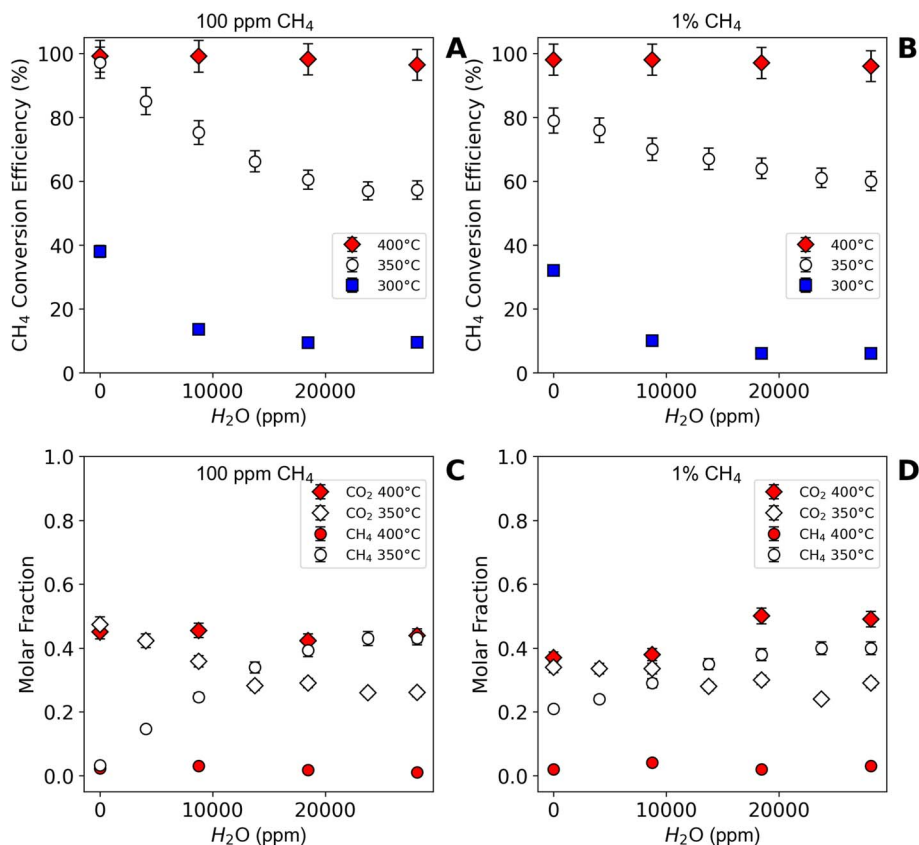 100 ppm CH₄
A
CH₄ Conversion Efficiency (%)
100
80
60
40
20
0
400°C
350°C
300°C
0
10000
20000
H₂O (ppm)
1% CH₄
B
CH₄ Conversion Efficiency (%)
100
80
60
40
20
0
400°C
350°C
300°C
0
10000
20000
H₂O (ppm)
100 ppm CH₄
C
Molar Fraction
1.0
0.8
0.6
0.4
0.2
0.0
CO₂ 400°C
CO₂ 350°C
CH₄ 400°C
CH₄ 350°C
0
10000
20000
H₂O (ppm)
1% CH₄
D
Molar Fraction
1.0
0.8
0.6
0.4
0.2
0.0
CO₂ 400°C
CO₂ 350°C
CH₄ 400°C
CH₄ 350°C
0
10000
20000
H₂O (ppm)